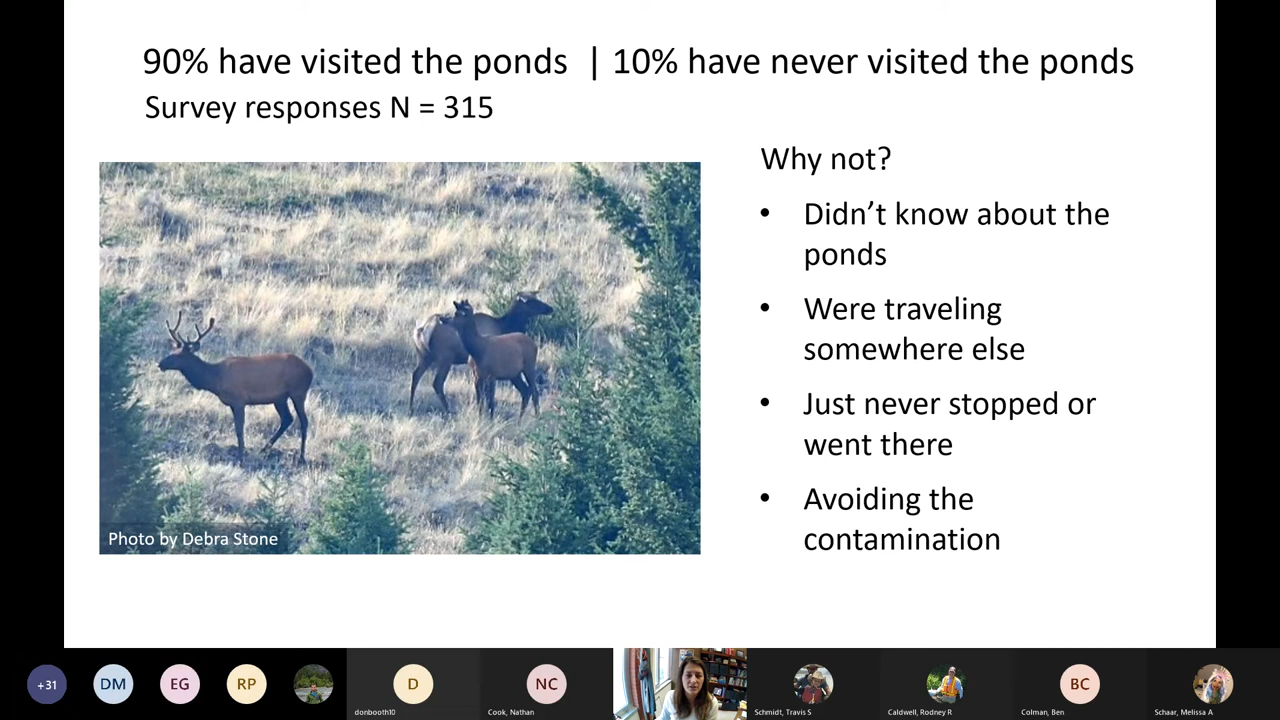 90% have visited the ponds | 10% have never visited the ponds
Survey responses N = 315
Why not?
• Didn’t know about the
ponds
• Were traveling
somewhere else
• Just never stopped or
went there
• Avoiding the
contamination
Photo by Debra Stone
+31
DM
EG
RP
D
donbooth10
NC
Cook, Nathan
Schmidt, Travis S
Caldwell, Rodney R
BC
Colman, Ben
Schaar, Melissa A